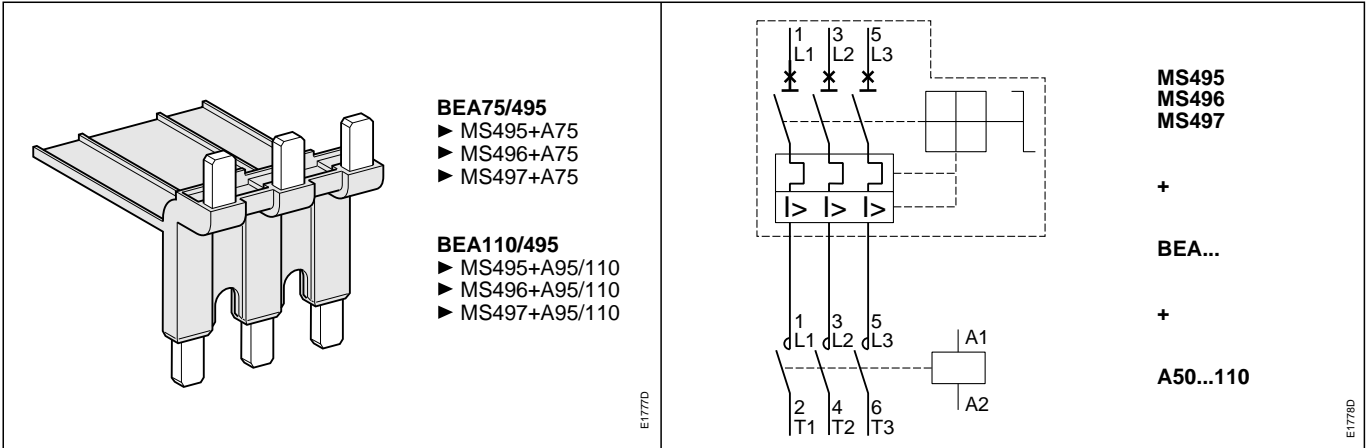 BEA75/495
► MS495+A75
► MS496+A75
► MS497+A75
BEA110/495
► MS495+A95/110
► MS496+A95/110
► MS497+A95/110
E1777D
1 3 5
L1 L2 L3
I> I> I>
1 3 5
L1 L2 L3
A1
A2
2 4 6
T1 T2 T3
MS495
MS496
MS497
+
BEA...
+
A50...110
E1778D